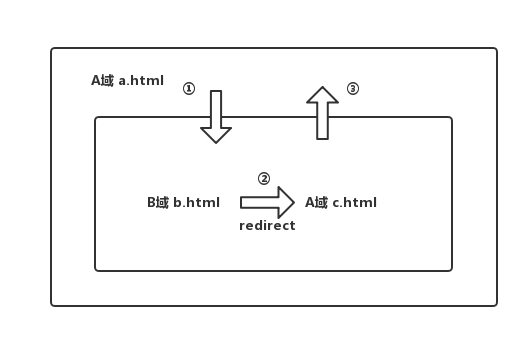 A域 a.html
①
③
②
B域 b.html
A域 c.html
redirect